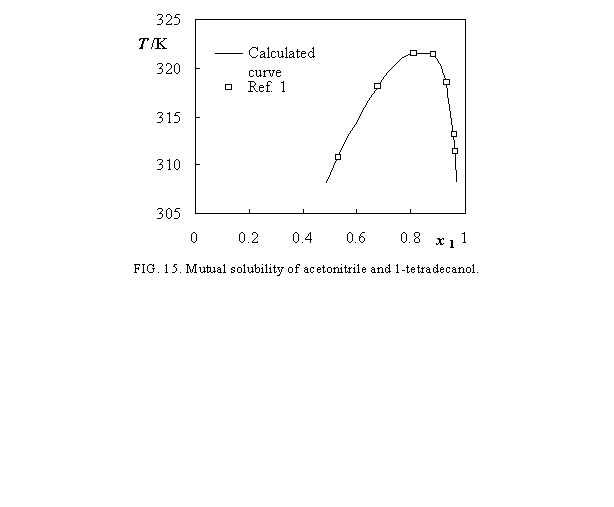 325
T/K
320
315
310
305
Calculated
curve
Ref. 1
0
0.2
0.4
0.6
0.8
x 1
1
FIG. 15. Mutual solubility of acetonitrile and 1-tetradecanol.